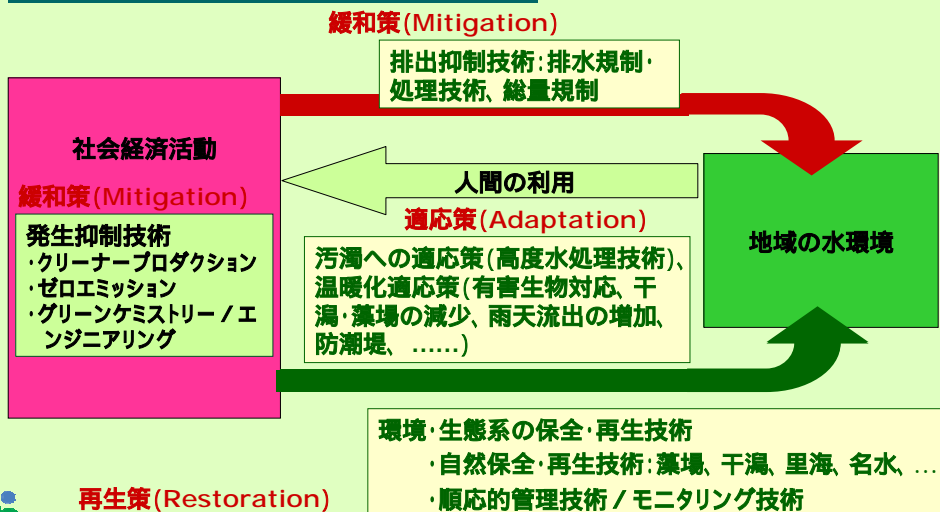 緩和策(Mitigation)
排出抑制技術:排水規制・
処理技術、総量規制
社会経済活動
緩和策(Mitigation)
発生抑制技術
・クリーナープロダクション
・ゼロエミッション
・グリーンケミストリー / エ
ンジニアリング
人間の利用
適応策(Adaptation)
汚濁への適応策(高度水処理技術)、
温暖化適応策(有害生物対応、干
潟・藻場の減少、雨天流出の増加、
防潮堤、……)
地域の水環境
環境・生態系の保全・再生技術
・自然保全・再生技術:藻場、干潟、里海、名水、…
・順応的管理技術 / モニタリング技術
再生策(Restoration)